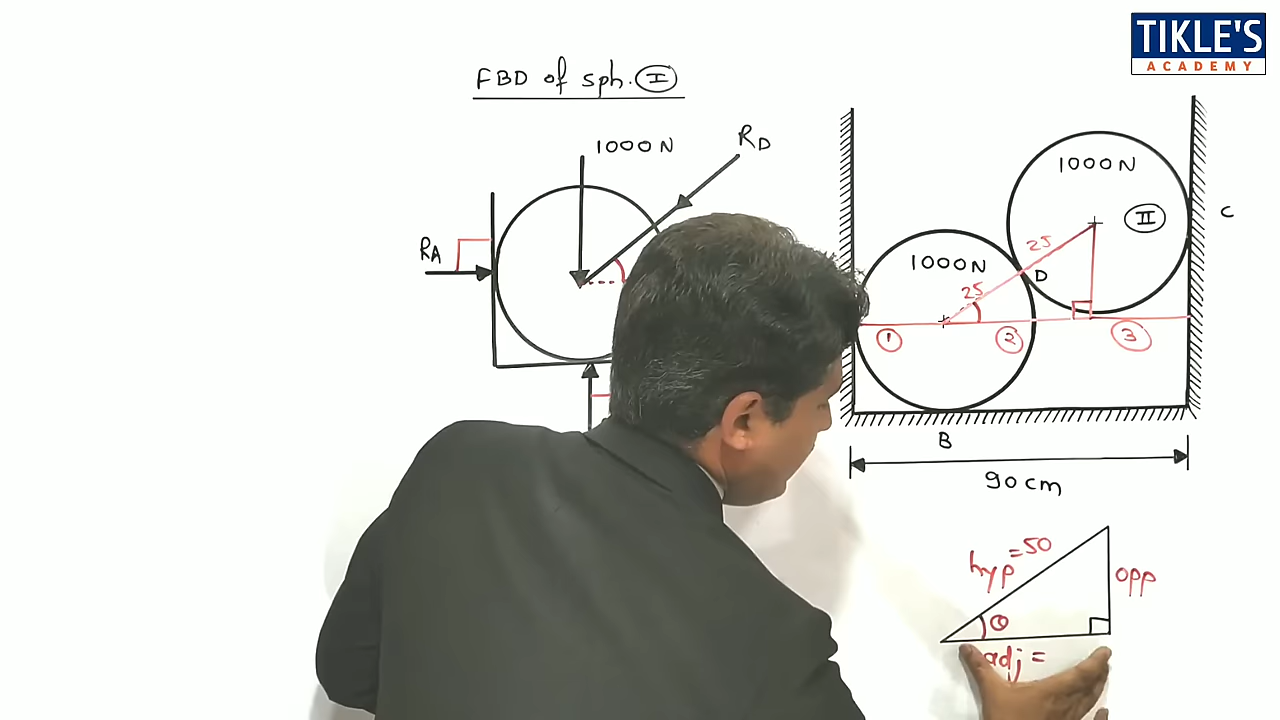 TIKLE'S
ACADEMY
FBD of sph. I
1000 N
RD
RA
1000 N
II
C
1000 N
25
D
25
1
2
3
B
90 cm
hyp = 50
opp
θ
adj =